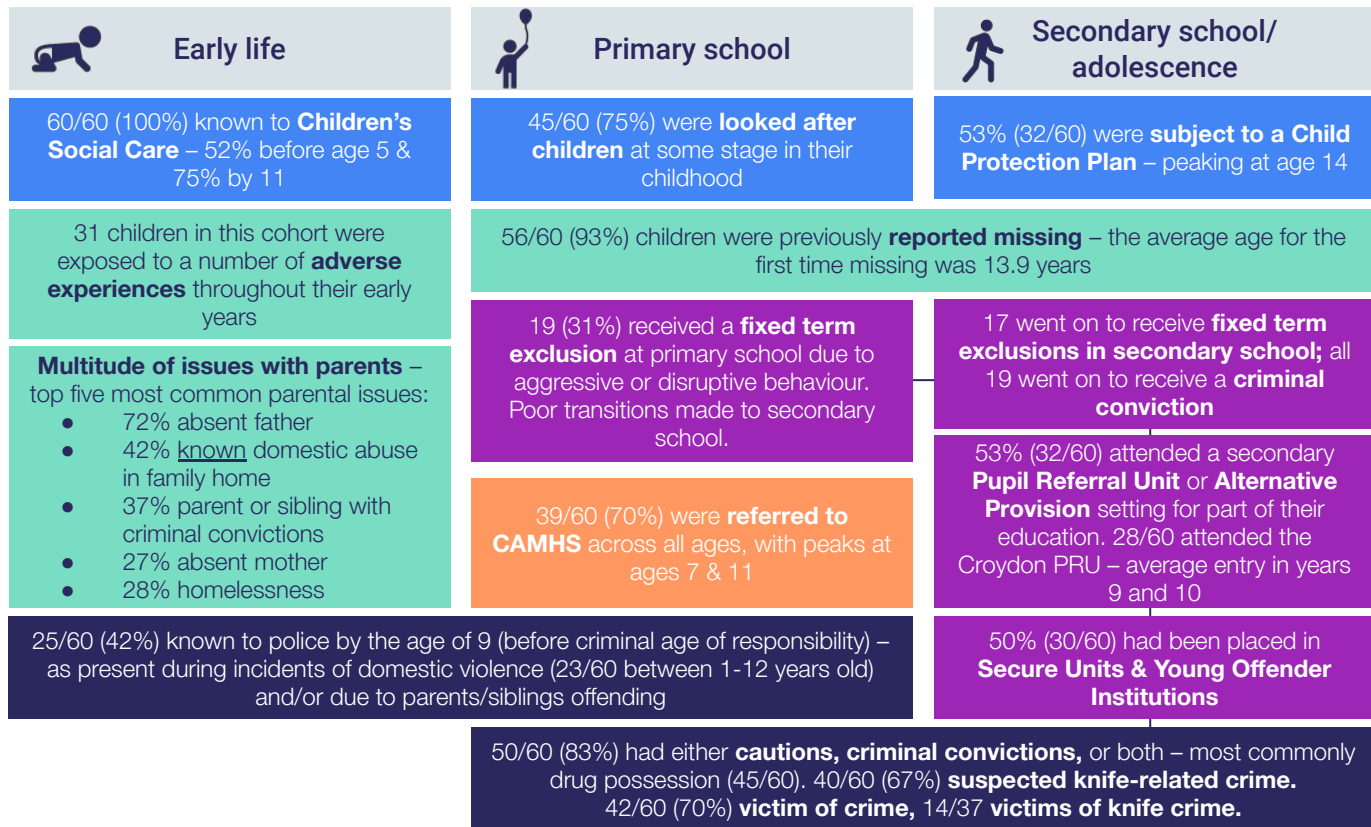 Early life
Primary school
Secondary school/
adolescence
60/60 (100%) known to Children's
Social Care – 52% before age 5 &
75% by 11
45/60 (75%) were looked after
children at some stage in their
childhood
53% (32/60) were subject to a Child
Protection Plan – peaking at age 14
31 children in this cohort were
exposed to a number of adverse
experiences throughout their early
years
56/60 (93%) children were previously reported missing – the average age for the
first time missing was 13.9 years
Multitude of issues with parents –
top five most common parental issues:
● 72% absent father
● 42% known domestic abuse
in family home
● 37% parent or sibling with
criminal convictions
● 27% absent mother
● 28% homelessness
19 (31%) received a fixed term
exclusion at primary school due to
aggressive or disruptive behaviour.
Poor transitions made to secondary
school.
17 went on to receive fixed term
exclusions in secondary school; all
19 went on to receive a criminal
conviction
39/60 (70%) were referred to
CAMHS across all ages, with peaks at
ages 7 & 11
53% (32/60) attended a secondary
Pupil Referral Unit or Alternative
Provision setting for part of their
education. 28/60 attended the
Croydon PRU – average entry in years
9 and 10
25/60 (42%) known to police by the age of 9 (before criminal age of responsibility) –
as present during incidents of domestic violence (23/60 between 1-12 years old)
and/or due to parents/siblings offending
50% (30/60) had been placed in
Secure Units & Young Offender
Institutions
50/60 (83%) had either cautions, criminal convictions, or both – most commonly
drug possession (45/60). 40/60 (67%) suspected knife-related crime.
42/60 (70%) victim of crime, 14/37 victims of knife crime.